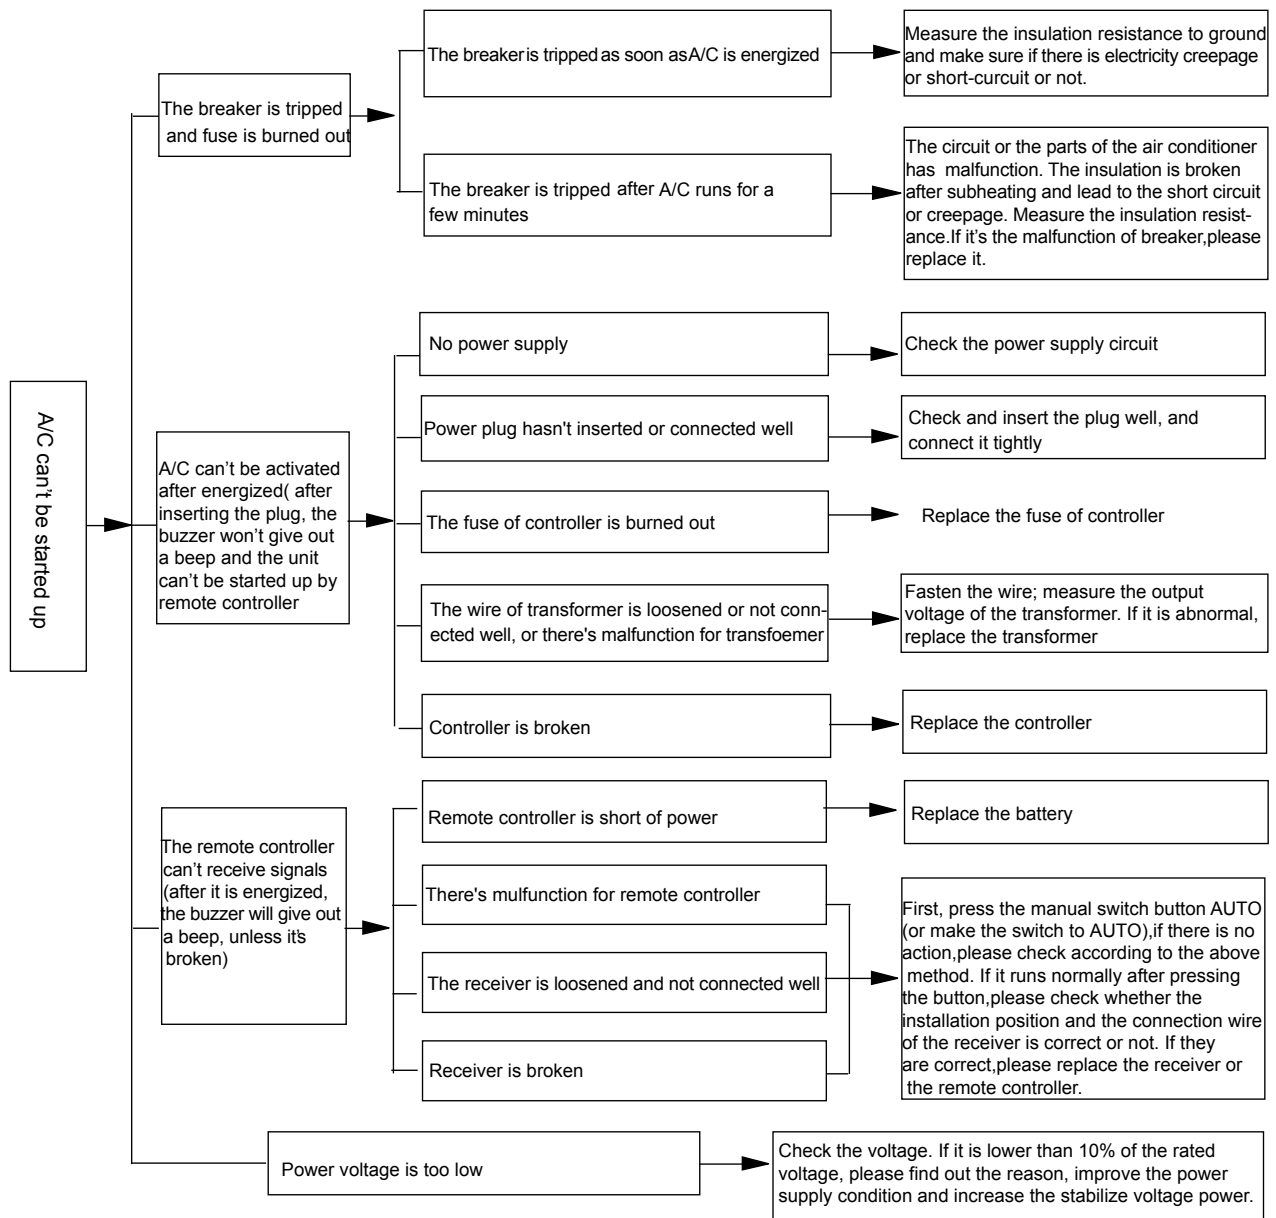 A/C can't be started up
The breaker is tripped
and fuse is burned out
The breaker is tripped as soon as A/C is energized
Measure the insulation resistance to ground
and make sure if there is electricity creepage
or short-curcuit or not.
The breaker is tripped after A/C runs for a
few minutes
The circuit or the parts of the air conditioner
has malfunction. The insulation is broken
after subheating and lead to the short circuit
or creepage. Measure the insulation resist-
ance.If it's the malfunction of breaker,please
replace it.
A/C can't be activated
after energized( after
inserting the plug, the
buzzer won't give out
a beep and the unit
can't be started up by
remote controller
No power supply
Check the power supply circuit
Power plug hasn't inserted or connected well
Check and insert the plug well, and
connect it tightly
The fuse of controller is burned out
Replace the fuse of controller
The wire of transformer is loosened or not conn-
ected well, or there's malfunction for transfoemer
Fasten the wire; measure the output
voltage of the transformer. If it is abnormal,
replace the transformer
Controller is broken
Replace the controller
The remote controller
can't receive signals
(after it is energized,
the buzzer will give out
a beep, unless it's
broken)
Remote controller is short of power
Replace the battery
There's mulfunction for remote controller
The receiver is loosened and not connected well
Receiver is broken
First, press the manual switch button AUTO
(or make the switch to AUTO),if there is no
action,please check according to the above
method. If it runs normally after pressing
the button,please check whether the
installation position and the connection wire
of the receiver is correct or not. If they
are correct,please replace the receiver or
the remote controller.
Power voltage is too low
Check the voltage. If it is lower than 10% of the rated
voltage, please find out the reason, improve the power
supply condition and increase the stabilize voltage power.